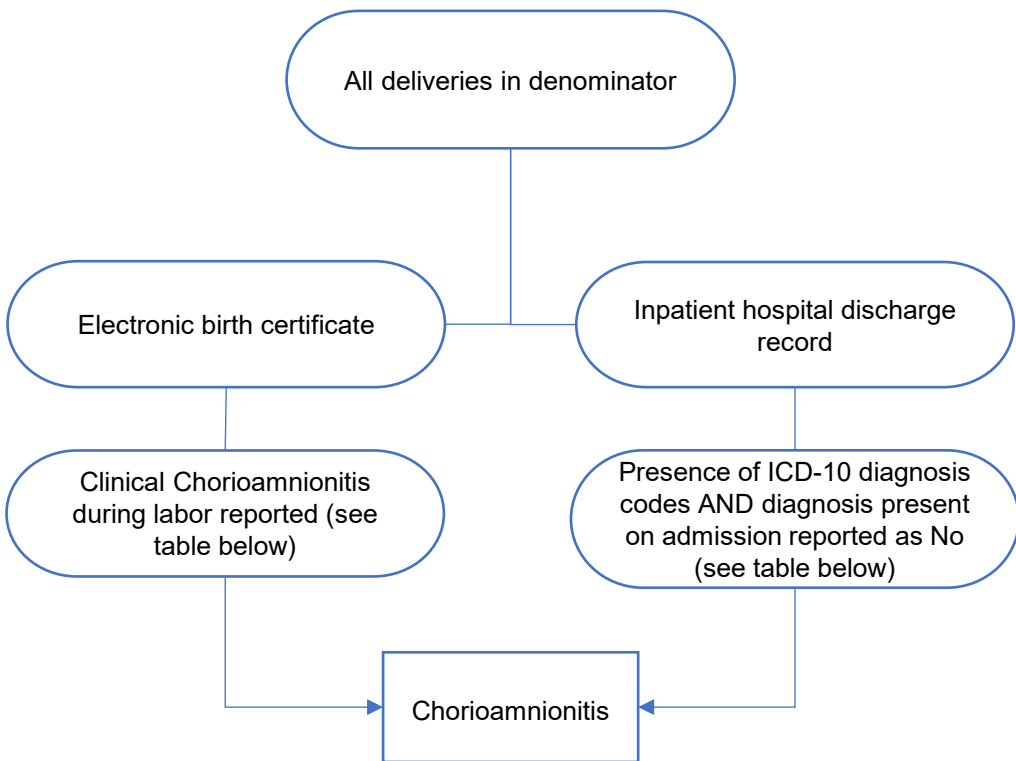 All deliveries in denominator
Electronic birth certificate
Inpatient hospital discharge
record
Clinical Chorioamnionitis
during labor reported (see
table below)
Presence of ICD-10 diagnosis
codes AND diagnosis present
on admission reported as No
(see table below)
Chorioamnionitis